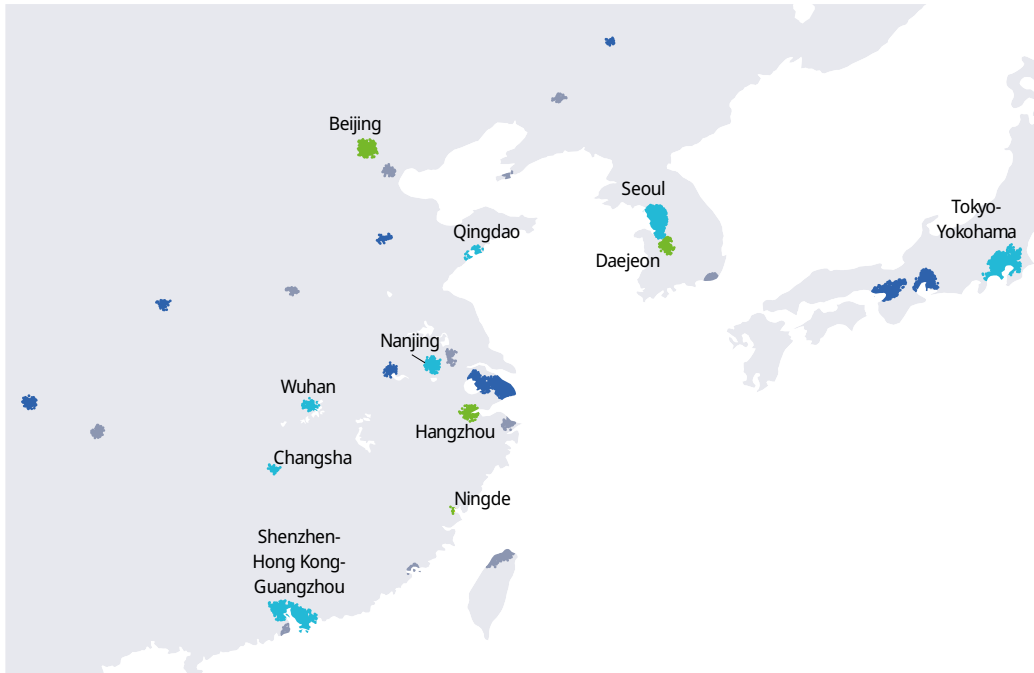 Beijing
Seoul
Tokyo-
Yokohama
Qingdao
Daejeon
Nanjing
Wuhan
Hangzhou
Changsha
Ningde
Shenzhen-
Hong Kong-
Guangzhou